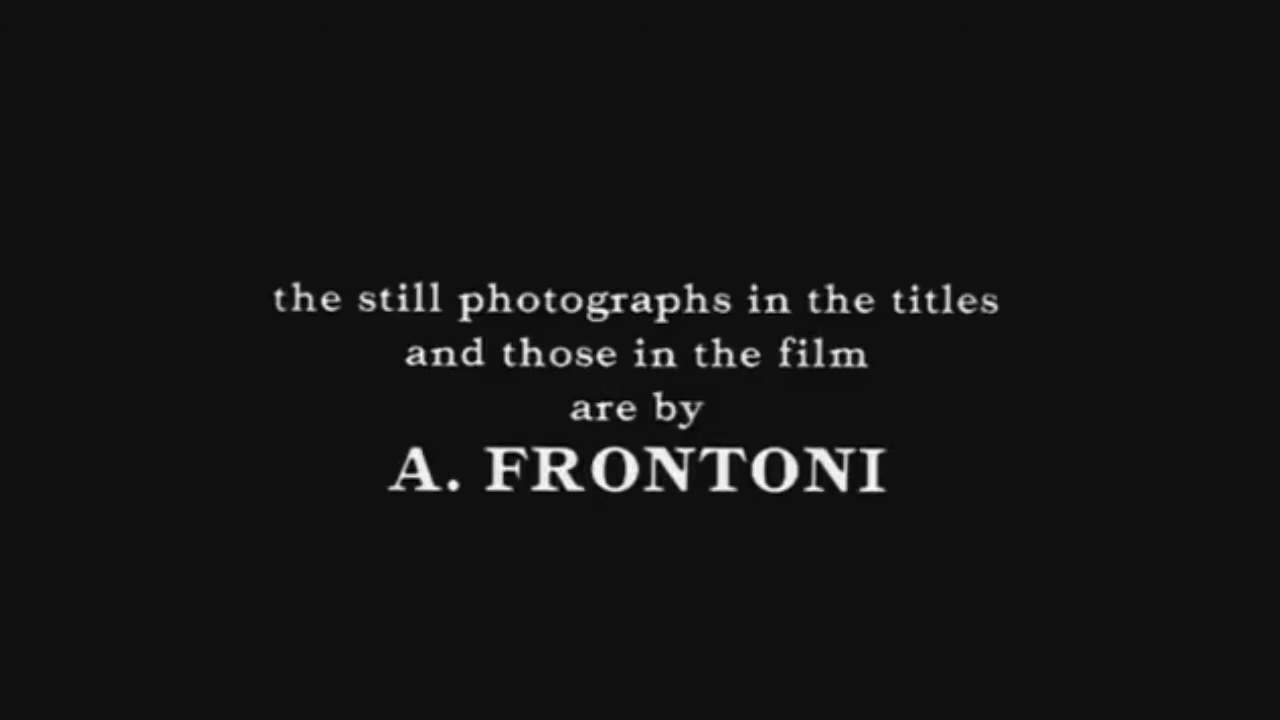 the still photographs in the titles
and those in the film
are by
A. FRONTONI